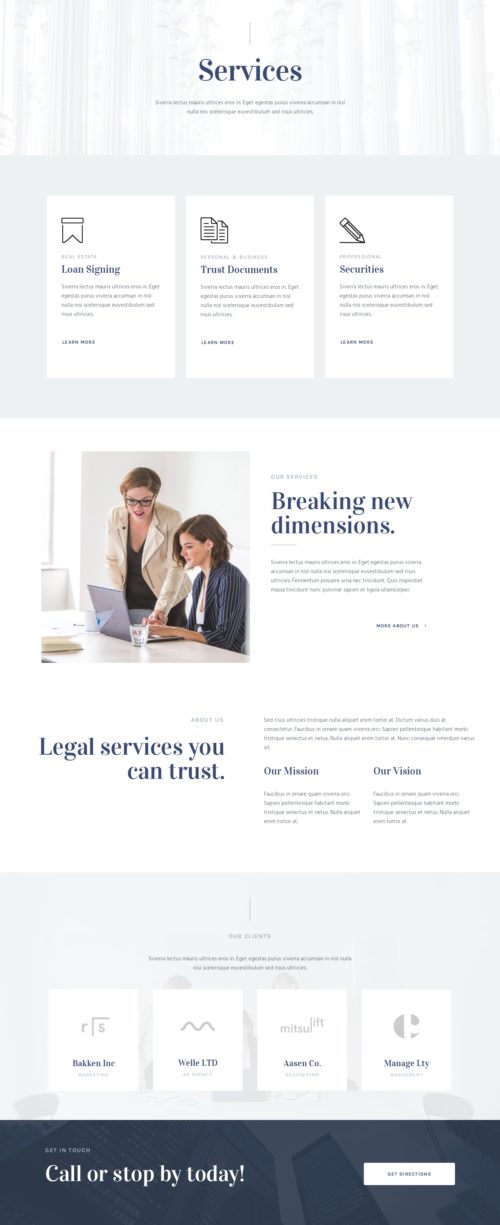 Services
Siverra lectus mauris ultrices eros in. Eget egestas purus viverra accumsan in nisl
nulla nisi scelerisque euvestibulum sed risus ultricies.
REAL ESTATE
Loan Signing
Siverra lectus mauris ultrices eros in. Eget
egestas purus viverra accumsan in nisl
nulla nisi scelerisque euvestibulum sed
risus ultricies.
LEARN MORE
PERSONAL & BUSINESS
Trust Documents
Siverra lectus mauris ultrices eros in. Eget
egestas purus viverra accumsan in nisl
nulla nisi scelerisque euvestibulum sed
risus ultricies.
LEARN MORE
PROFESSIONAL
Securities
Siverra lectus mauris ultrices eros in. Eget
egestas purus viverra accumsan in nisl
nulla nisi scelerisque euvestibulum sed
risus ultricies.
LEARN MORE
OUR SERVICES
Breaking new
dimensions.
Siverra lectus mauris ultrices eros in. Eget egestas purus viverra
accumsan in nisl nulla nisi scelerisque euvestibulum sed risus
ultricies. Fermentum posuere urna nec tincidunt. Quis imperdiet
massa tincidunt nunc pulvinar sapien et ligula ullamcorper.
MORE ABOUT US
ABOUT US
Legal services you
can trust.
Sed risus ultricies tristique nulla aliquet enim tortor at. Dictum varius duis at
consectetur. Faucibus in ornare quam viverra orci. Sapien pellentesque habitant morbi
tristique senectus et netus. Nulla aliquet enim tortor at. Nunc consequat interdum varius
sit.
Our Mission
Faucibus in ornare quam viverra orci.
Sapien pellentesque habitant morbi
tristique senectus et netus. Nulla aliquet
enim tortor at.
Our Vision
Faucibus in ornare quam viverra orci.
Sapien pellentesque habitant morbi
tristique senectus et netus. Nulla aliquet
enim tortor at.
OUR CLIENTS
Siverra lectus mauris ultrices eros in. Eget egestas purus viverra accumsan in nisl nulla
nisi scelerisque euvestibulum sed risus ultricies.
r s
Bakken Inc
MARKETING
Welle LTD
AD AGENCY
mitsulift
Aasen Co.
DESIGN FIRM
Manage Lty
MANAGMENT
GET IN TOUCH
Call or stop by today!
GET DIRECTIONS